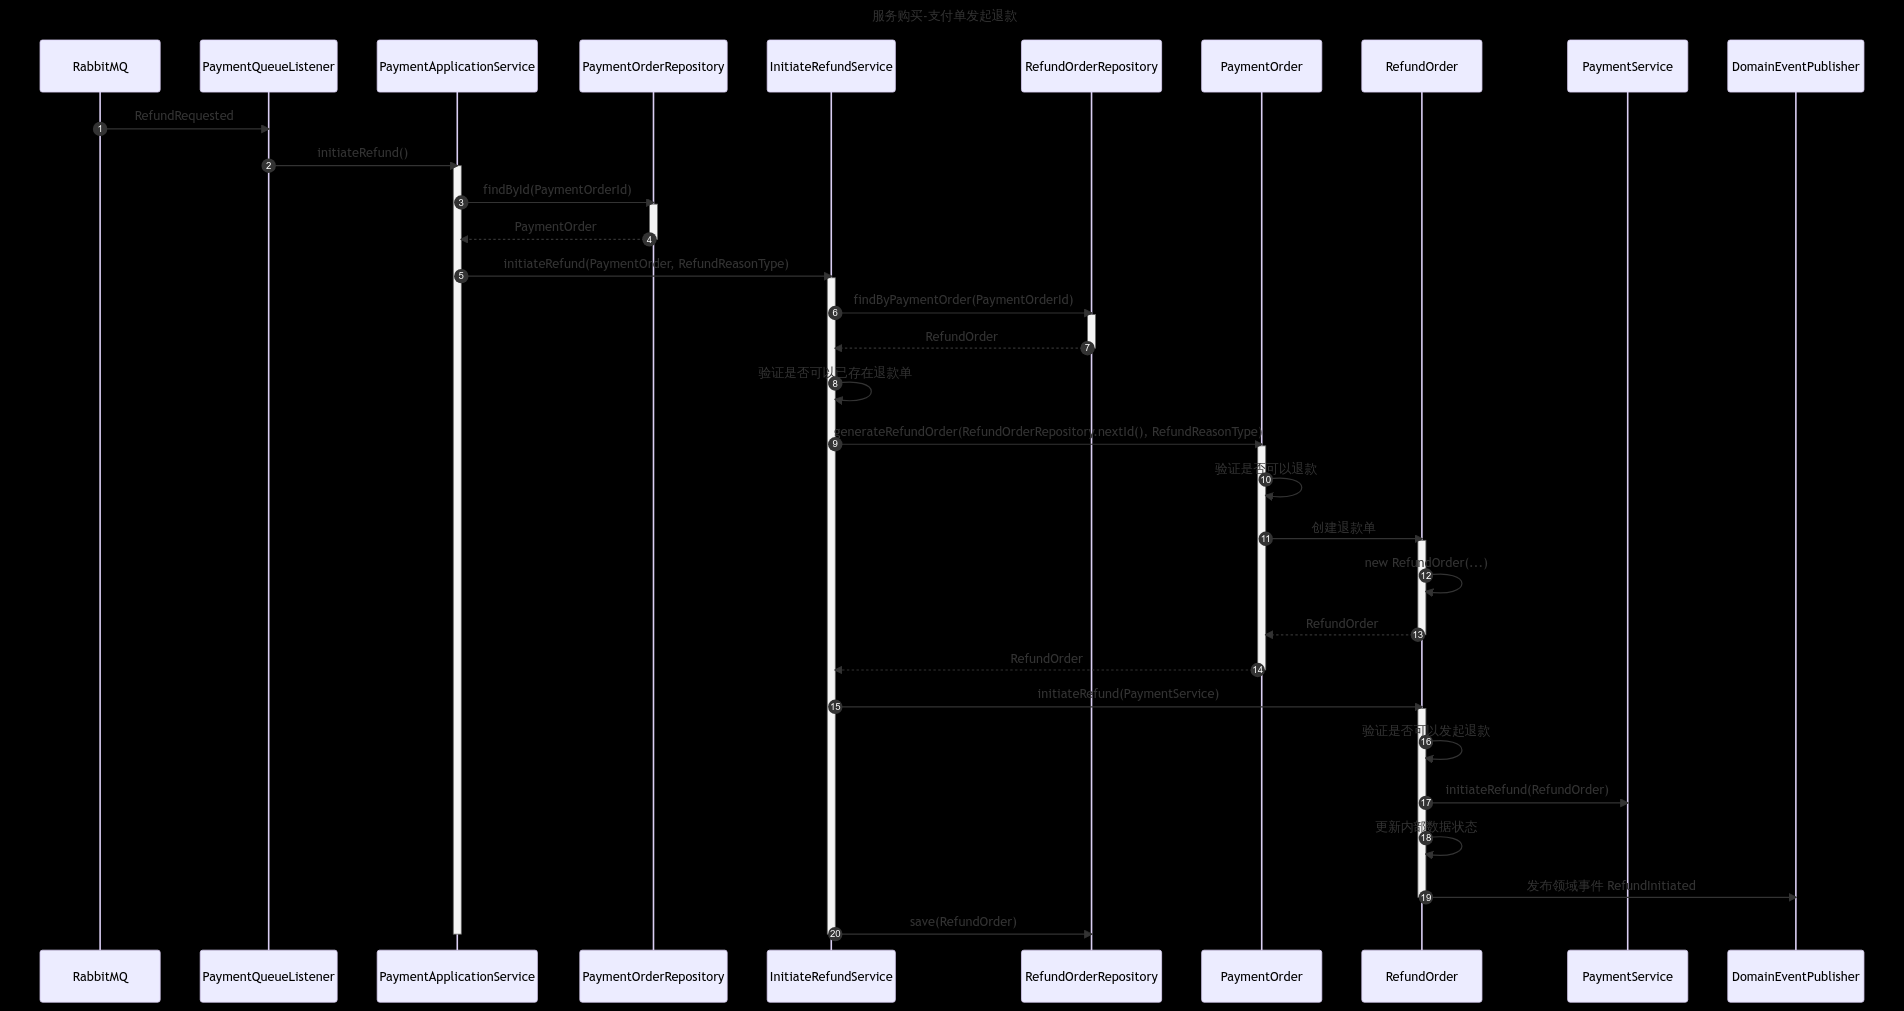 服务购买-支付单发起退款
RabbitMQ
PaymentQueueListener
PaymentApplicationService
PaymentOrderRepository
InitiateRefundService
RefundOrderRepository
PaymentOrder
RefundOrder
PaymentService
DomainEventPublisher
RefundRequested
1
initiateRefund()
2
findById(PaymentOrderId)
3
PaymentOrder
4
initiateRefund(PaymentOrder, RefundReasonType)
5
findByPaymentOrder(PaymentOrderId)
6
RefundOrder
7
验证是否可以已存在退款单
8
generateRefundOrder(RefundOrderRepository.nextId(), RefundReasonType)
9
验证是否可以退款
10
创建退款单
11
new RefundOrder(...)
12
RefundOrder
13
RefundOrder
14
initiateRefund(PaymentService)
15
验证是否可以发起退款
16
initiateRefund(RefundOrder)
17
更新内部数据状态
18
发布领域事件 RefundInitiated
19
save(RefundOrder)
20
RabbitMQ
PaymentQueueListener
PaymentApplicationService
PaymentOrderRepository
InitiateRefundService
RefundOrderRepository
PaymentOrder
RefundOrder
PaymentService
DomainEventPublisher